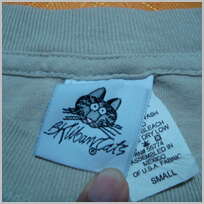 B. Kliban Cats
WASH
BLEACH
DRY LOW
ASSEMBLED IN
MEXICO
OF U.S.A. FABRIC
SMALL